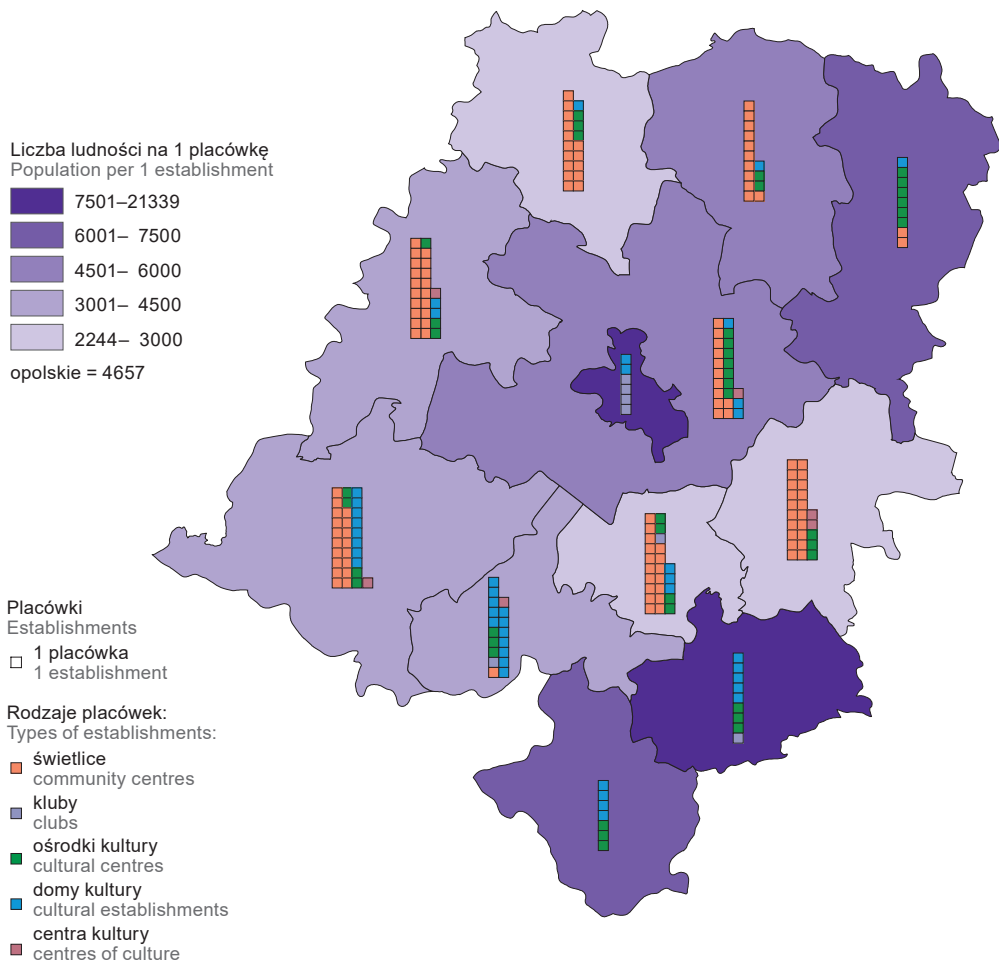 Liczba ludności na 1 placówkę
Population per 1 establishment
7501–21339
6001– 7500
4501– 6000
3001– 4500
2244– 3000
opolskie = 4657
Placówki
Establishments
1 placówka
1 establishment
Rodzaje placówek:
Types of establishments:
świetlice
community centres
kluby
clubs
ośrodki kultury
cultural centres
domy kultury
cultural establishments
centra kultury
centres of culture